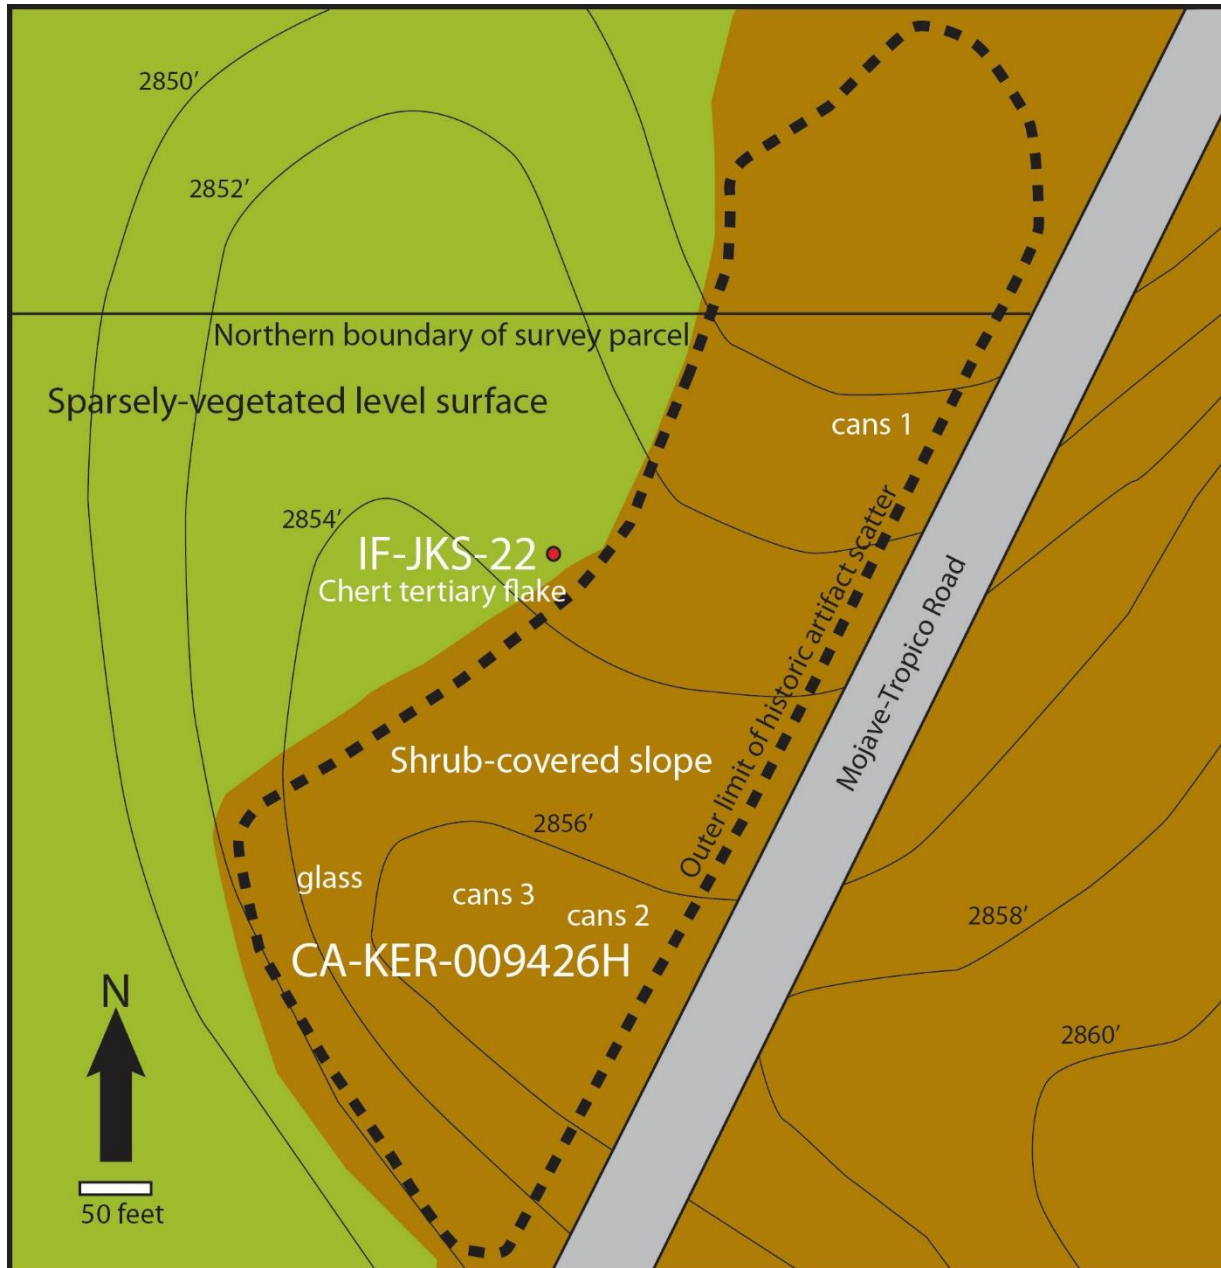 2850’
2852’
Northern boundary of survey parcel
Sparsely-vegetated level surface
cans 1
2854’
IF-JKS-22
Chert tertiary flake
Outer limit of historic artifact scatter
Mojave-Tropico Road
Shrub-covered slope
2856’
glass
cans 3
cans 2
2858’
CA-KER-009426H
N
2860’
50 feet